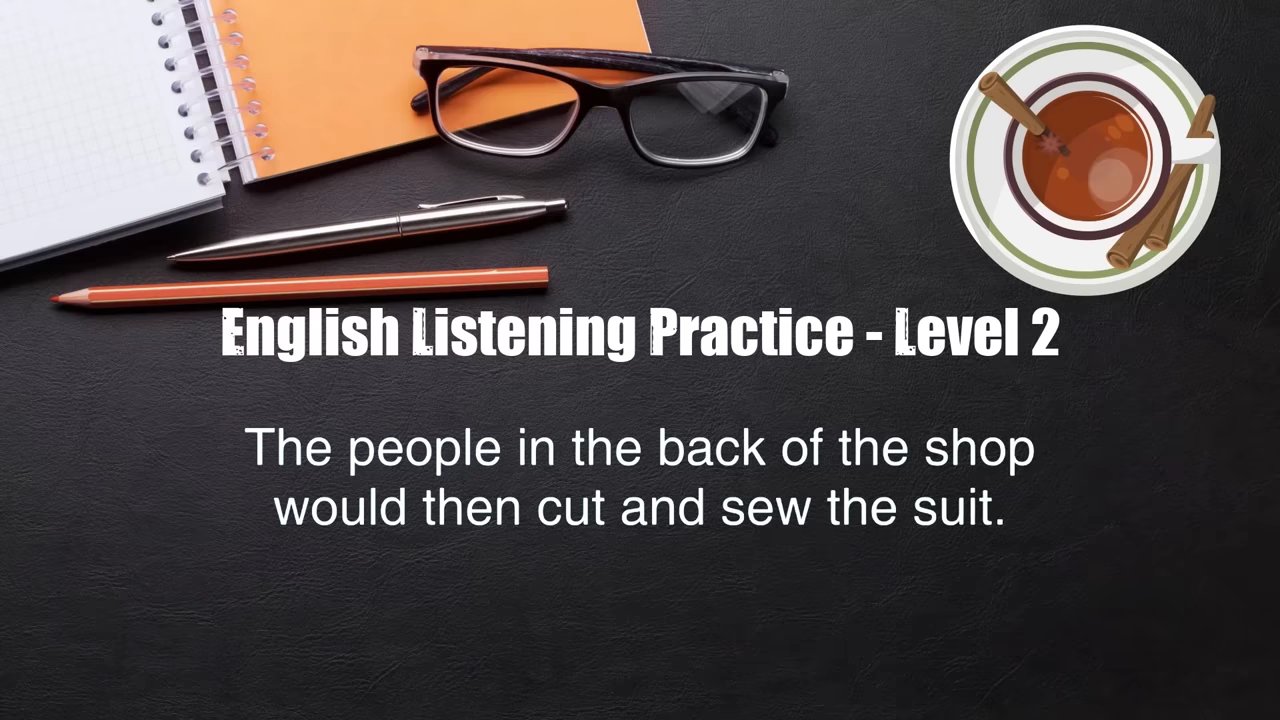 English Listening Practice - Level 2
The people in the back of the shop
would then cut and sew the suit.